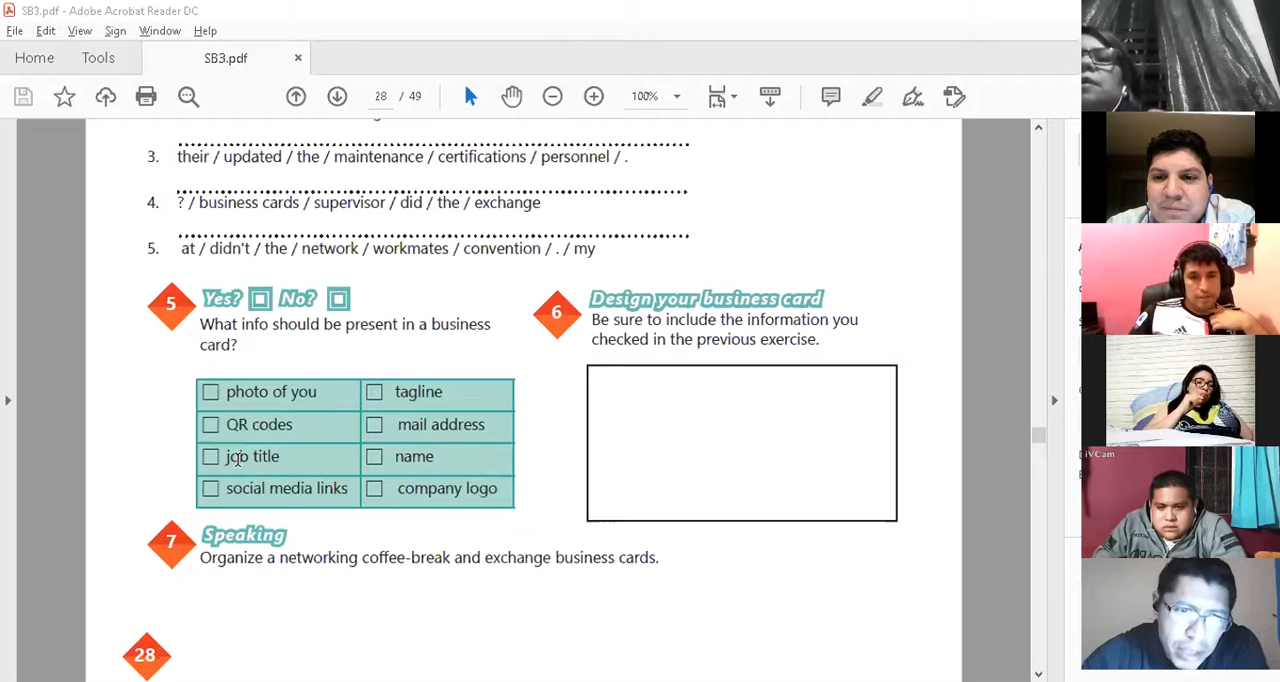 SB3.pdf - Adobe Acrobat Reader DC
File Edit View Sign Window Help
Home Tools SB3.pdf ×
28 / 49 100%
3. their / updated / the / maintenance / certifications / personnel / .
4. ? / business cards / supervisor / did / the / exchange
5. at / didn't / the / network / workmates / convention / . / my
5 Yes? No?
What info should be present in a business
card?
photo of you tagline
QR codes mail address
job title name
social media links company logo
6 Design your business card
Be sure to include the information you
checked in the previous exercise.
7 Speaking
Organize a networking coffee-break and exchange business cards.
28
iVCam